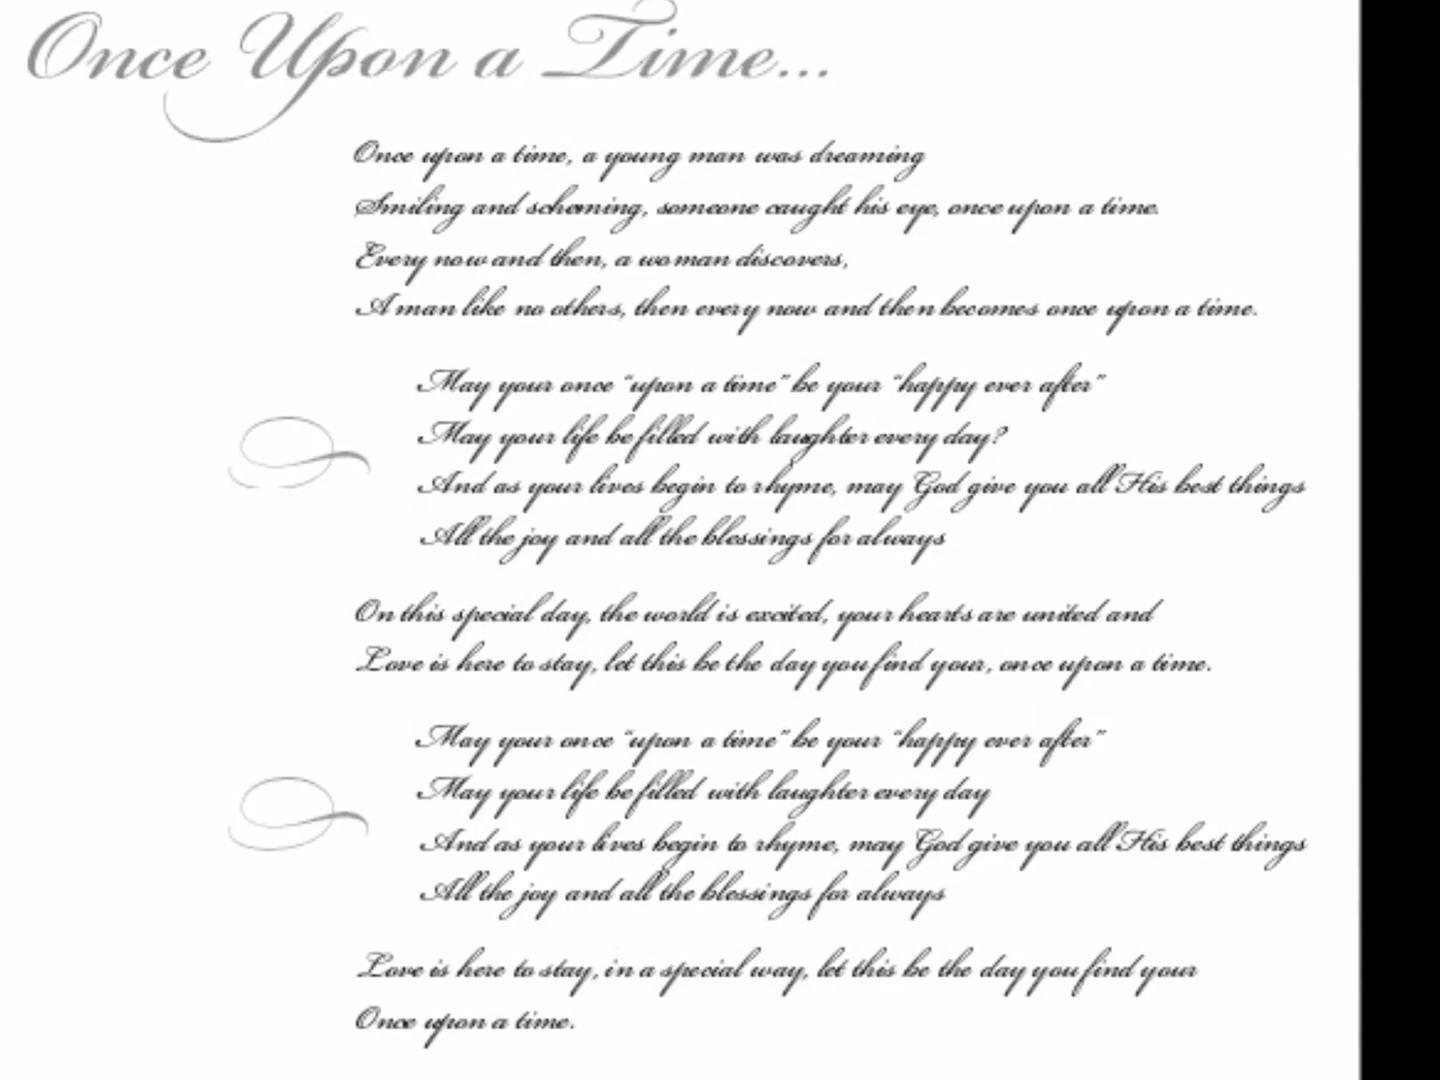 Once Upon a Time...
Once upon a time, a young man was dreaming
Smiling and scheming, someone caught his eye, once upon a time.
Every now and then, a woman discovers,
A man like no others, then every now and then becomes once upon a time.
May your once "upon a time" be your "happy ever after"
May your life be filled with laughter every day?
And as your lives begin to rhyme, may God give you all His best things
All the joy and all the blessings for always
On this special day, the world is excited, your hearts are united and
Love is here to stay, let this be the day you find your, once upon a time.
May your once "upon a time" be your "happy ever after"
May your life be filled with laughter every day
And as your lives begin to rhyme, may God give you all His best things
All the joy and all the blessings for always
Love is here to stay, in a special way, let this be the day you find your
Once upon a time.